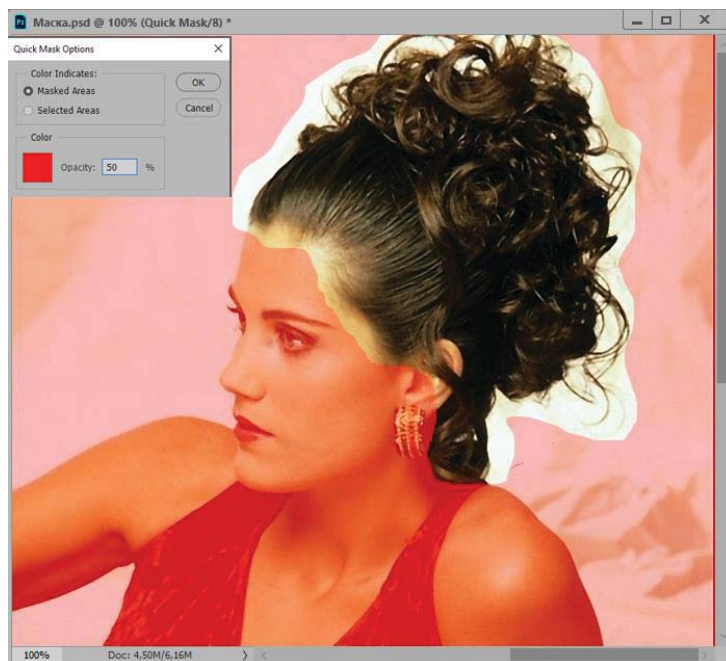 Ps Маска.psd @ 100% (Quick Mask/8) *
Quick Mask Options
Color Indicates:
Masked Areas
Selected Areas
OK
Cancel
Color
Opacity: 50 %
100% Doc: 4,50M/6,16M